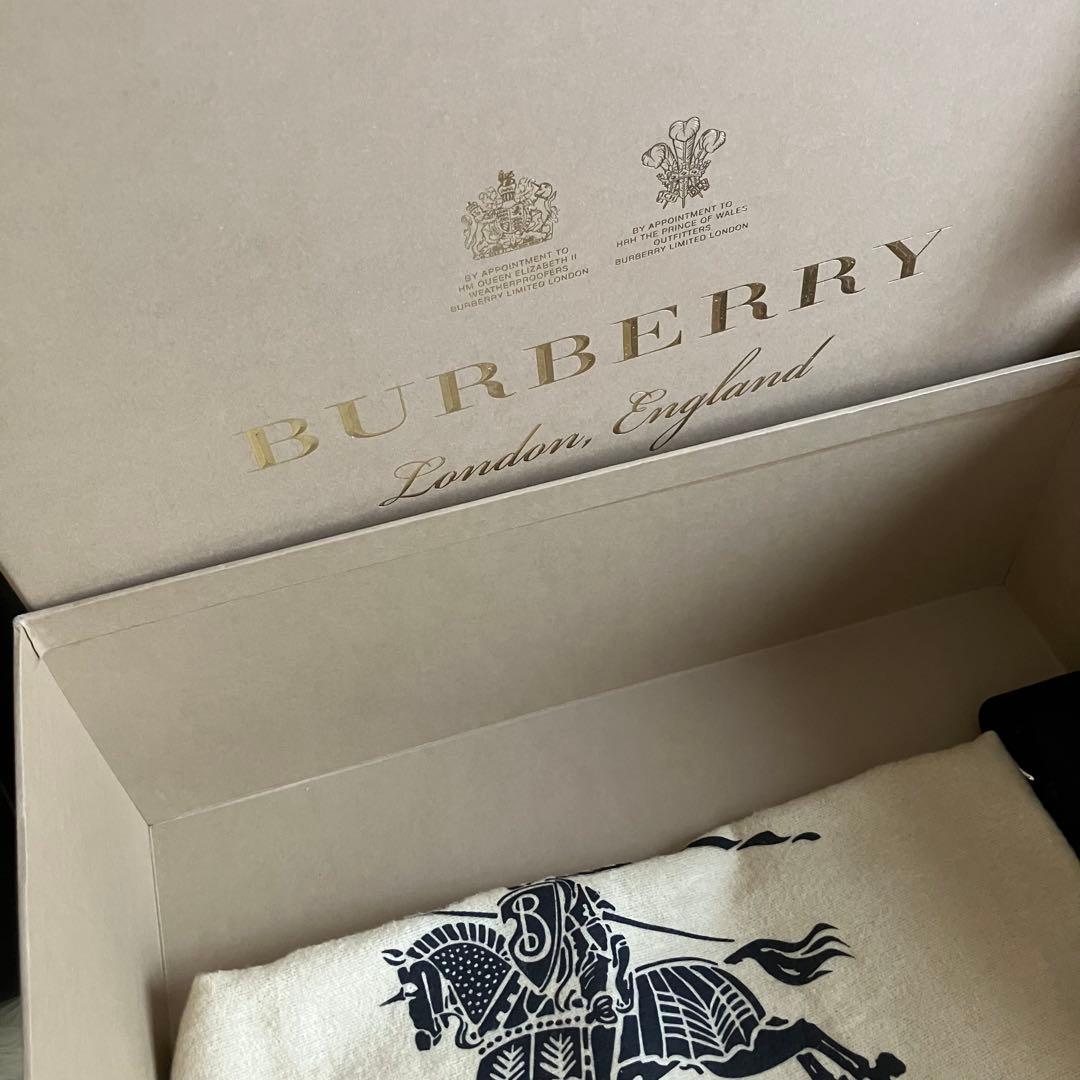 BY APPOINTMENT TO
HM QUEEN ELIZABETH II
WEATHERPROOFERS
BURBERRY LIMITED LONDON
BY APPOINTMENT TO
HRH THE PRINCE OF WALES
OUTFITTERS
BURBERRY LIMITED LONDON
BURBERRY
London, England
B